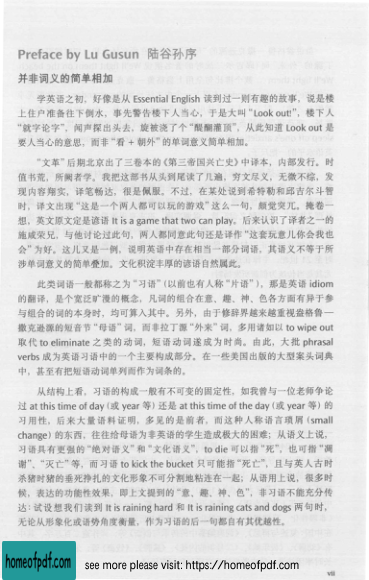 Preface by Lu Gusun 陆谷孙序
并非词义的简单相加
学英语之初，好像是从 Essential English 读到过一则有趣的故事，说是楼
上住户准备往下倒水，事先警告楼下人当心，于是大叫 "Look out!"，楼下人
"就字论字"，闻声探出头去，旋被浇了个"醍醐灌顶"，从此知道 Look out 是
要人当心的意思，而非"看 + 朝外"的单词意义简单相加。
"文革"后期北京出了三卷本的《第三帝国兴亡史》中译本，内部发行。时
值书荒，所阒者学。我把这部书从头到尾读了几遍，穷文尽义，无微不综，发
现内容翔实，译笔畅达，很是佩服。不过，在某处说到希特勒和邱吉尔斗智
时，译文出现"这是一个两人都可以玩的游戏"这么一句，颇觉突兀。掩卷一
想，英文原文定是谚语 It is a game that two can play。后来认识了译者之一的
施咸荣兄，与他讨论过此句，两人都同意此句还是译作"这套玩意儿你会我也
会"为好。这儿又是一例，说明英语中存在相当一部分词语，其语义不等于所
涉单词意义的简单叠加。文化积淀丰厚的谚语自然属此。
此类词语一般都称之为"习语"（以前也有人称"片语"），那是英语 idiom
的翻译，是个宽泛旷漫的概念，凡词的组合在意、趣、神、色各方面有异于参
与组合的词的本身时，均可算入其中。另外，由于修辞界越来越重视盎格鲁—
撒克逊源的短音节"母语"词，而非拉丁源"外来"词，多用诸如以 to wipe out
取代 to eliminate 之类的动词，短语动词遂成为时尚。由此，大批 phrasal
verbs 成为英语习语中的一个主要构成部分。在一些美国出版的大型案头词典
中，甚至有把短语动词单列而作为词条的。
从结构上看，习语的构成一般有不可变的固定性，如我曾与一位老师争论
过 at this time of day (或 year 等) 还是 at this time of the day (或 year 等) 的
习用性，后来大量语料证明，多见的是前者，而这种人称语言琐屑 (small
change) 的东西，往往给母语为非英语的学生造成极大的困难；从语义上说，
习语具有更强的"绝对语义"和"文化语义"，to die 可以指"死"，也可指"凋
谢"、"灭亡"等，而习语 to kick the bucket 只可能指"死亡"，且与英人古时
杀猪时猪的垂死挣扎的文化形象不可分割地粘连在一起；从语用上说，很多时
候，表达的功能性效果，即上文提到的"意、趣、神、色"，非习语不能充分传
达：试设想我们读到 It is raining hard 和 It is raining cats and dogs 两句时，
无论从形象化或语势角度衡量，作为习语的后一句都自有其优越性。
vii
homeofpdf.com
see more please visit: https://homeofpdf.com